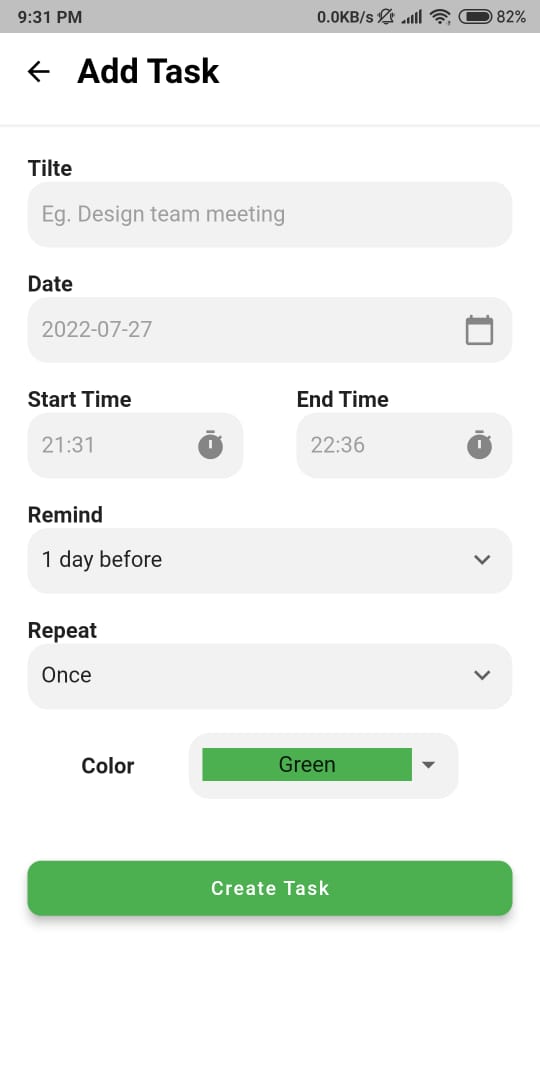 9:31 PM 0.0KB/s 82%
Add Task
Tilte
Eg. Design team meeting
Date
2022-07-27
Start Time End Time
21:31 22:36
Remind
1 day before
Repeat
Once
Color Green
Create Task